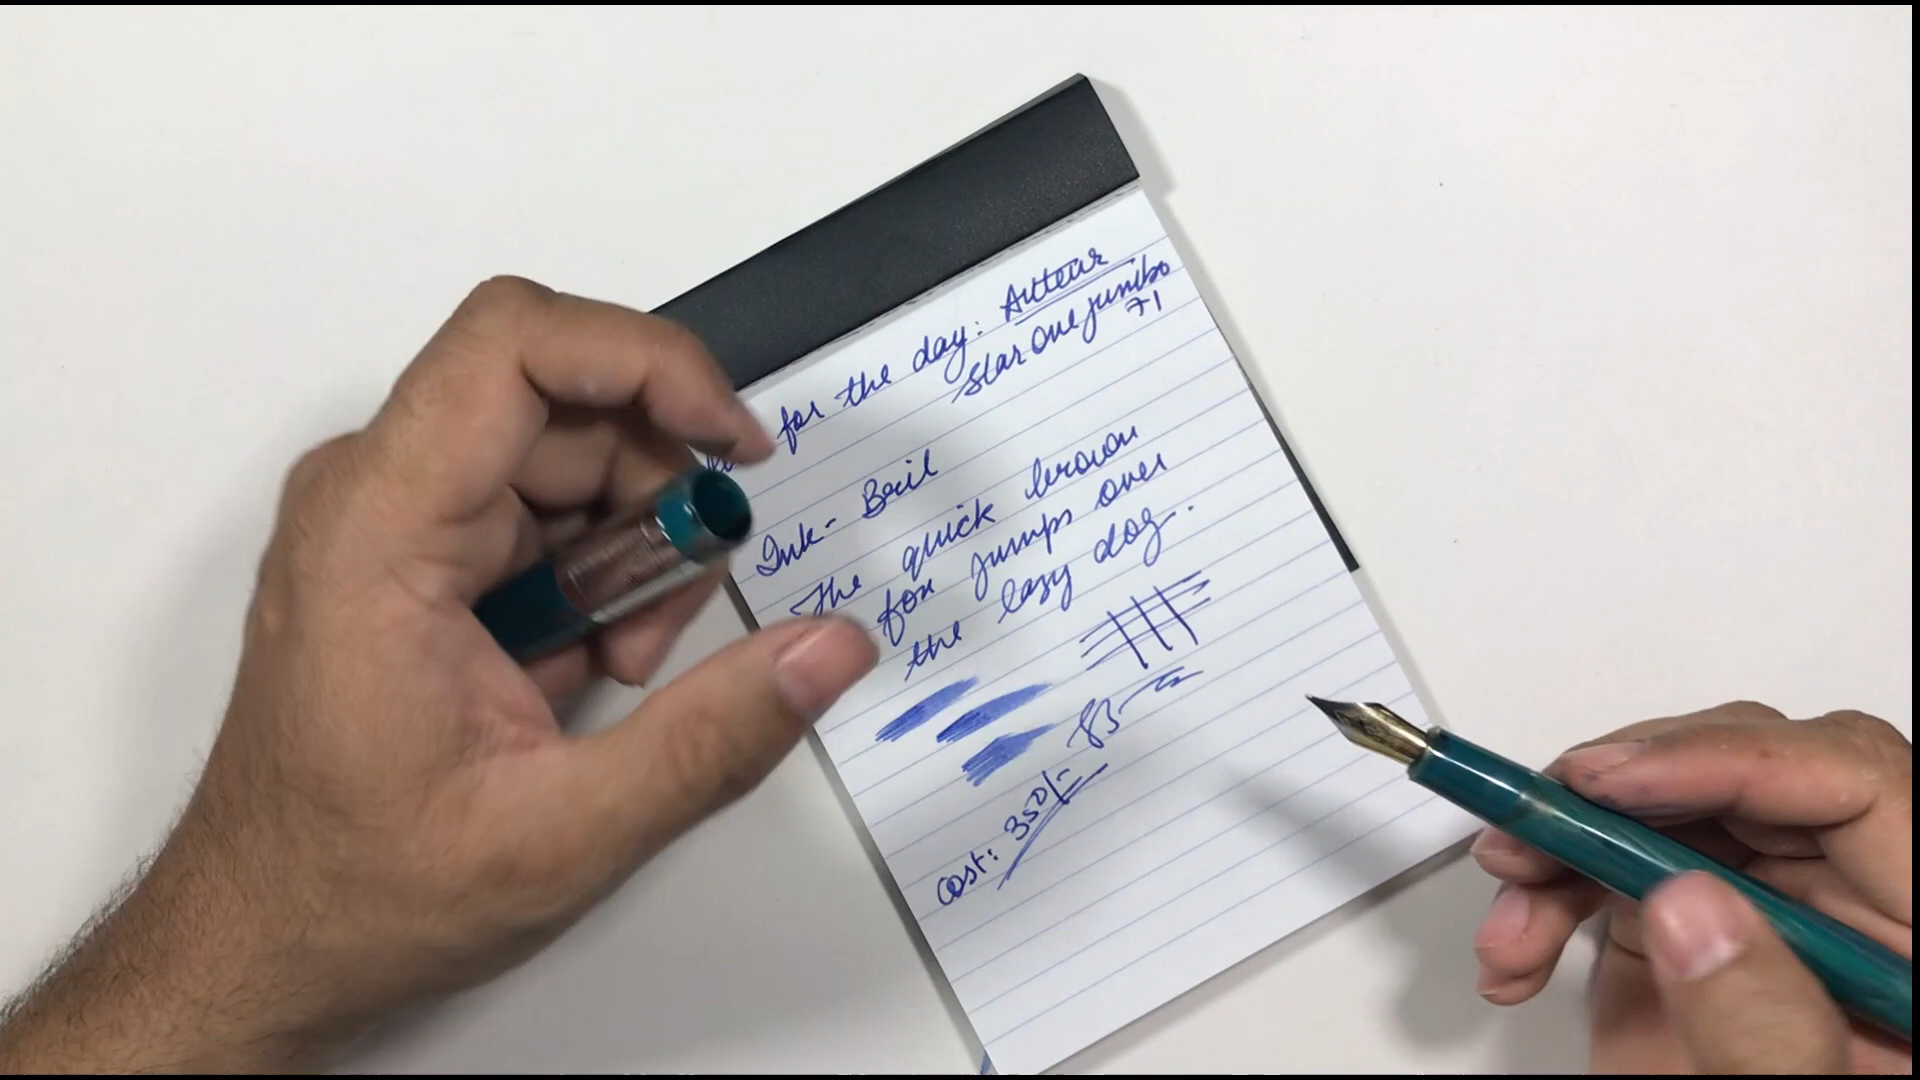 for the day: Auteur
Star One jumbo
71
Ink - Bril
The quick brown
fox jumps over
the lazy dog.
Cost: 350/-